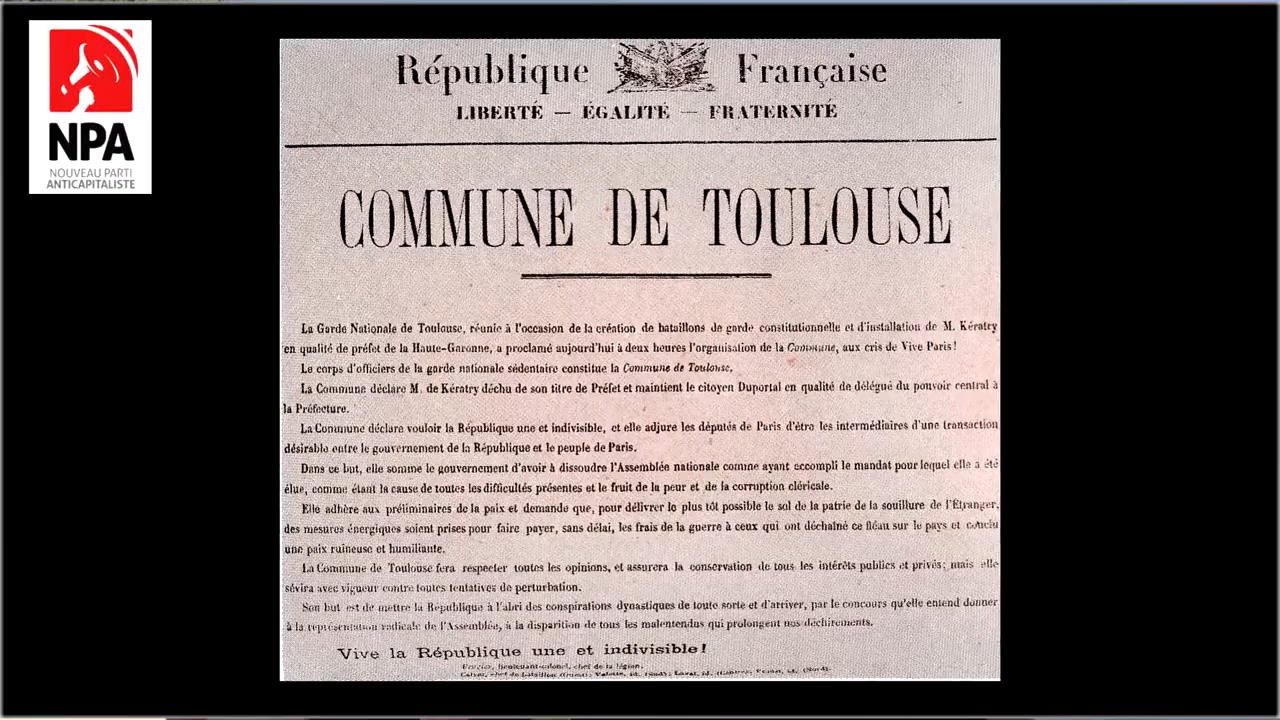 NPA
NOUVEAU PARTI
ANTICAPITALISTE
République Française
LIBERTÉ — ÉGALITÉ — FRATERNITÉ
COMMUNE DE TOULOUSE
La Garde Nationale de Toulouse, réunie à l'occasion de la création de bataillons de garde constitutionnelle et d'installation de M. Kératry
en qualité de préfet de la Haute-Garonne, a proclamé aujourd'hui à deux heures l'organisation de la Commune, aux cris de Vive Paris!
Le corps d'officiers de la garde nationale sédentaire constitue la Commune de Toulouse.
La Commune déclare M. de Kératry déchu de son titre de Préfet et maintient le citoyen Duportal en qualité de délégué du pouvoir central à
la Préfecture.
La Commune déclare vouloir la République une et indivisible, et elle adjure les députés de Paris d'être les intermédiaires d'une transaction
désirable entre le gouvernement de la République et le peuple de Paris.
Dans ce but, elle somme le gouvernement d'avoir à dissoudre l'Assemblée nationale comme ayant accompli le mandat pour lequel elle a été
élue, comme étant la cause de toutes les difficultés présentes et le fruit de la peur et de la corruption cléricale.
Elle adhère aux préliminaires de la paix et demande que, pour délivrer le plus tôt possible le sol de la patrie de la souillure de l'Étranger,
des mesures énergiques soient prises pour faire payer, sans délai, les frais de la guerre à ceux qui ont déchaîné ce fléau sur le pays et conclu
une paix ruineuse et humiliante.
La Commune de Toulouse fera respecter toutes les opinions, et assurera la conservation de tous les intérêts publics et privés; mais elle
sévira avec vigueur contre toutes tentatives de perturbation.
Son but est de mettre la République à l'abri des conspirations dynastiques de toute sorte et d'arriver, par le concours qu'elle entend donner
à la représentation radicale de l'Assemblée, à la disparition de tous les malentendus qui prolongent nos déchirements.
Vive la République une et indivisible!
lieutenant-colonel, chef de la légion,
chef de bataillon